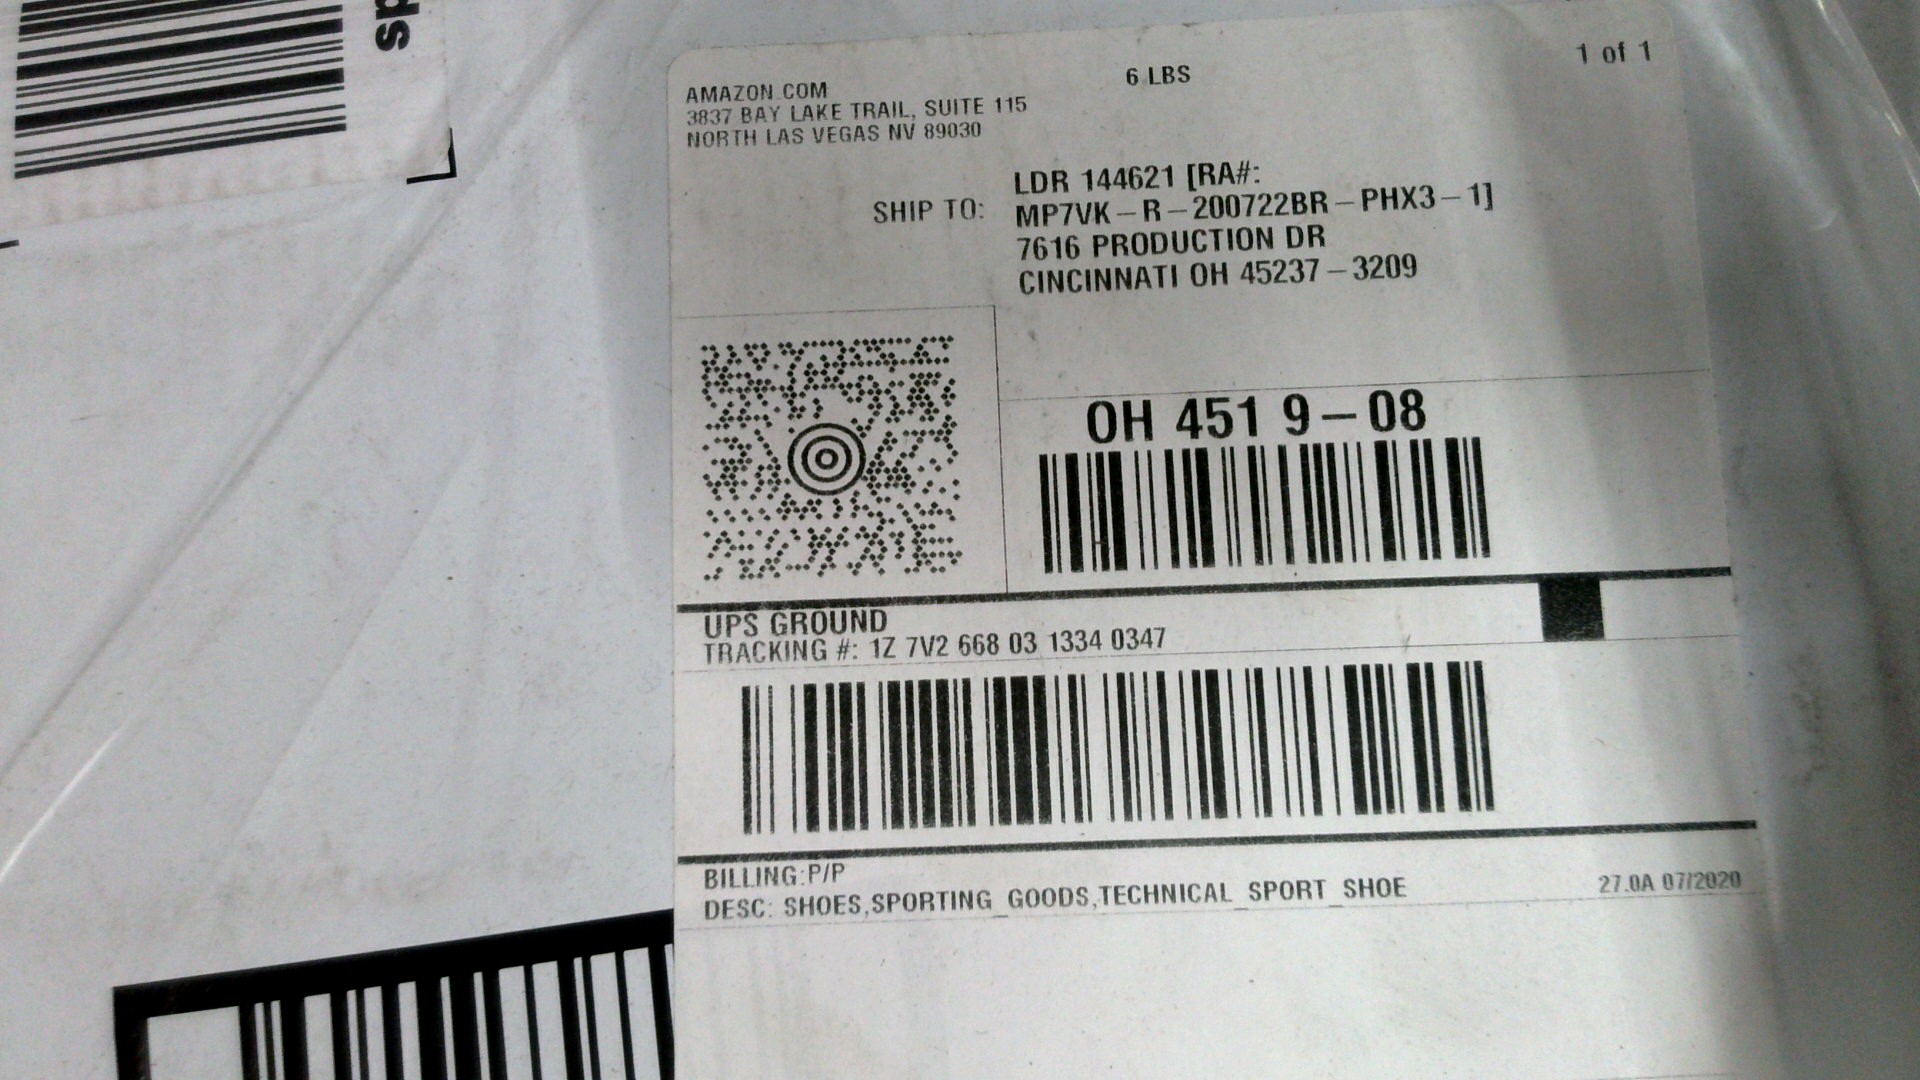 sp
AMAZON.COM
3837 BAY LAKE TRAIL, SUITE 115
NORTH LAS VEGAS NV 89030
6 LBS
1 of 1
SHIP TO:
LDR 144621 [RA#:
MP7VK-R-200722BR-PHX3-1]
7616 PRODUCTION DR
CINCINNATI OH 45237-3209
OH 451 9-08
UPS GROUND
TRACKING #: 1Z 7V2 668 03 1334 0347
BILLING:P/P
DESC: SHOES,SPORTING_GOODS,TECHNICAL_SPORT_SHOE
27.0A 07/2020